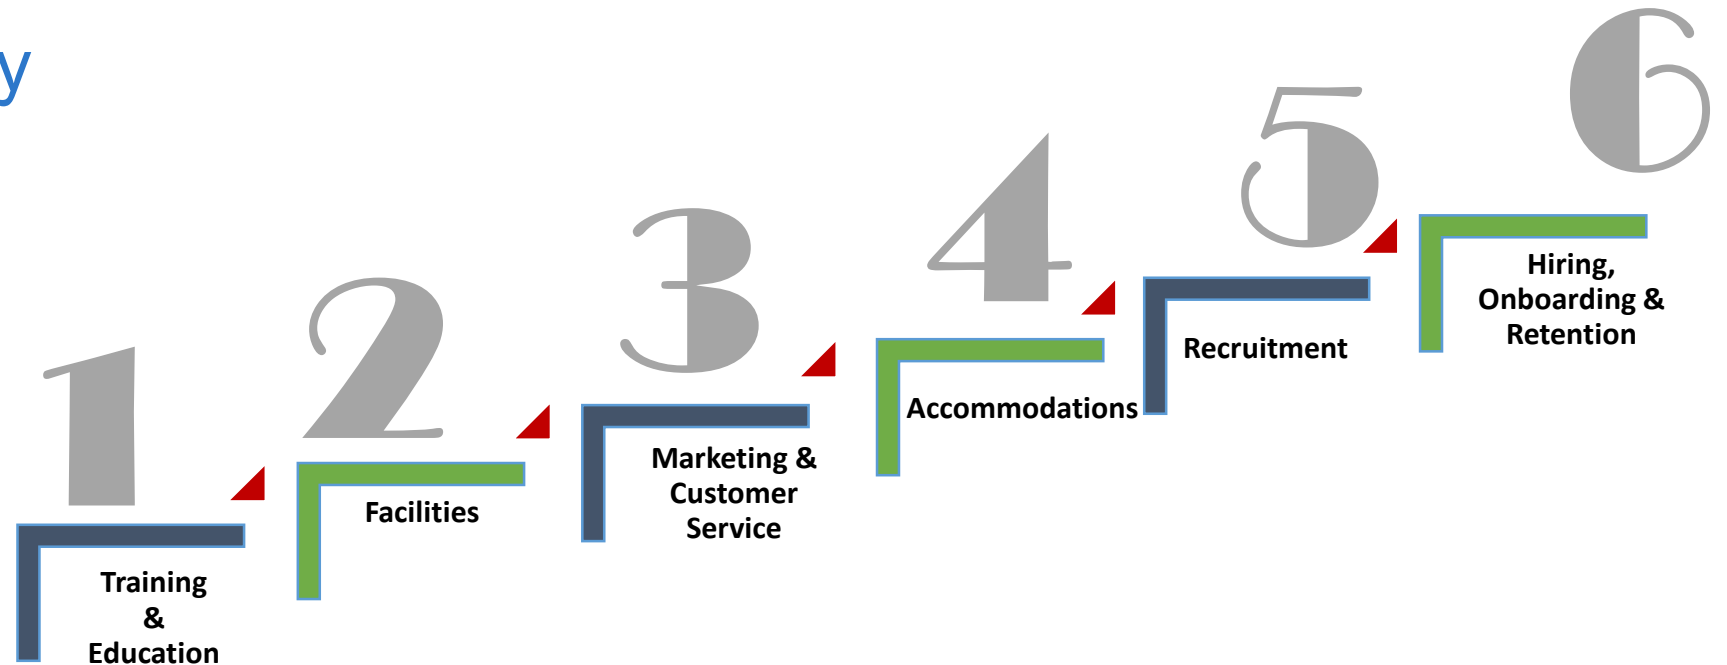 y
1
Training
&
Education
2
Facilities
3
Marketing &
Customer
Service
4
Accommodations
5
Recruitment
6
Hiring,
Onboarding &
Retention